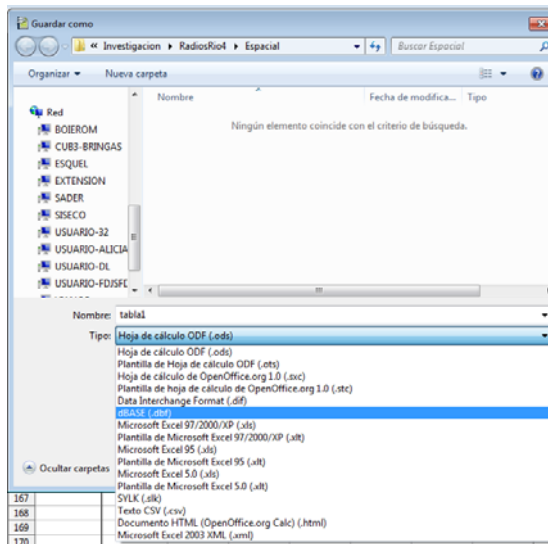 Guardar como
« Investigacion ▸ RadiosRio4 ▸ Espacial
Buscar Espacial
Organizar Nueva carpeta
Nombre Fecha de modifica... Tipo
Ningún elemento coincide con el criterio de búsqueda.
Red
BOIEROM
CUB3-BRINGAS
ESQUEL
EXTENSION
SADER
SISECO
USUARIO-32
USUARIO-ALICIA
USUARIO-DL
USUARIO-FDJSFD
Nombre: tabla1
Tipo: Hoja de cálculo ODF (.ods)
Hoja de cálculo ODF (.ods)
Plantilla de Hoja de cálculo ODF (.ots)
Hoja de cálculo de OpenOffice.org 1.0 (.sxc)
Plantilla de hoja de cálculo de OpenOffice.org 1.0 (.stc)
Data Interchange Format (.dif)
dBASE (.dbf)
Microsoft Excel 97/2000/XP (.xls)
Plantilla de Microsoft Excel 97/2000/XP (.xlt)
Microsoft Excel 95 (.xls)
Plantilla de Microsoft Excel 95 (.xlt)
Microsoft Excel 5.0 (.xls)
Plantilla de Microsoft Excel 5.0 (.xlt)
SYLK (.slk)
Texto CSV (.csv)
Documento HTML (OpenOffice.org Calc) (.html)
Microsoft Excel 2003 XML (.xml)
Ocultar carpetas
167
168
169
170